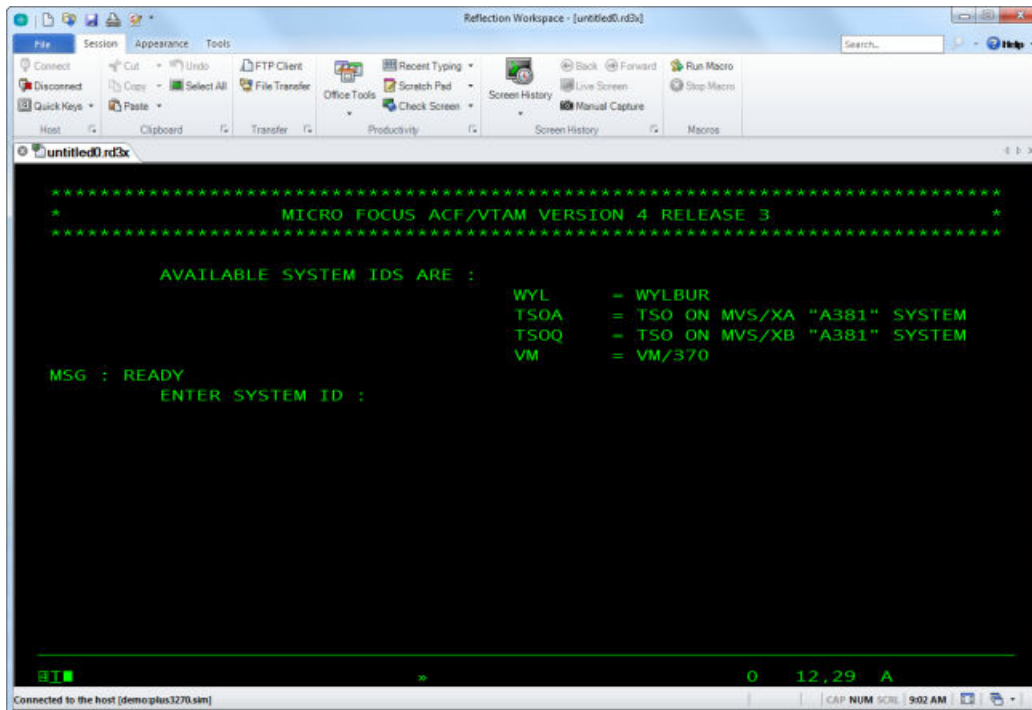 Reflection Workspace - [untitled0.rd3x]
File Session Appearance Tools Search... Help
Connect Cut Undo FTP Client Recent Typing Back Forward Run Macro
Disconnect Copy Select All File Transfer Office Tools Scratch Pad Screen History Live Screen Stop Macro
Quick Keys Paste Check Screen Manual Capture
Host Clipboard Transfer Productivity Screen History Macros
untitled0.rd3x
*******************************************************************************
* MICRO FOCUS ACF/VTAM VERSION 4 RELEASE 3 *
*******************************************************************************
AVAILABLE SYSTEM IDS ARE :
WYL = WYLBUR
TSOA = TSO ON MVS/XA "A381" SYSTEM
TSOQ = TSO ON MVS/XB "A381" SYSTEM
VM = VM/370
MSG : READY
ENTER SYSTEM ID :
» O 12,29 A
Connected to the host [demo:plus3270.sim] CAP NUM SCRL 9:02 AM